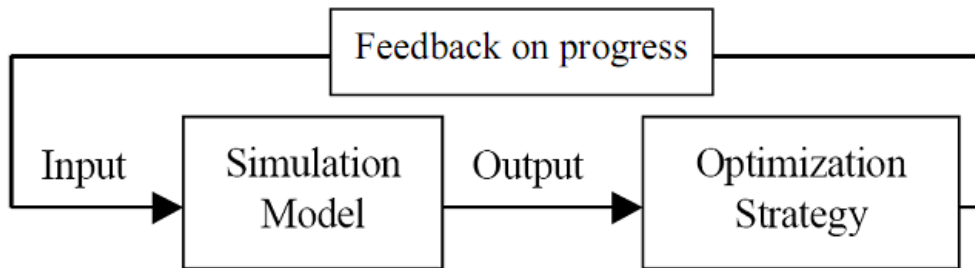 Feedback on progress
Input
Simulation
Model
Output
Optimization
Strategy